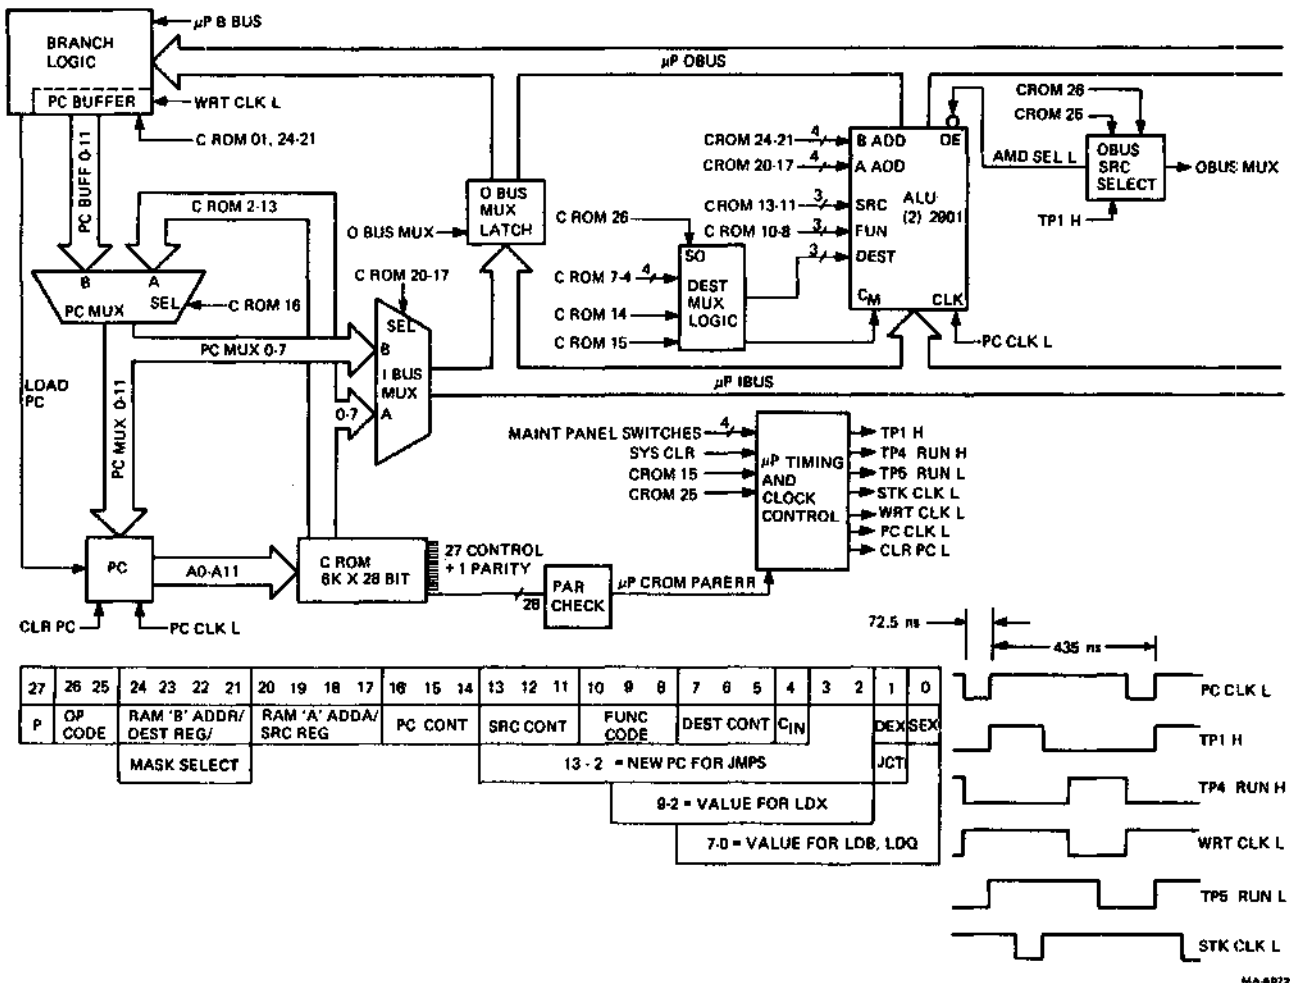 µP B BUS
BRANCH
LOGIC
PC BUFFER
WRT CLK L
C ROM 01, 24-21
PC BUFF 0-11
µP OBUS
C ROM 2-13
O BUS
MUX
LATCH
O BUS MUX
B
A
SEL
PC MUX
C ROM 16
C ROM 20-17
SEL
B
I BUS
MUX
A
PC MUX 0-7
0-7
LOAD
PC
PC MUX 0-11
PC
A0-A11
CLR PC
PC CLK L
C ROM
6K X 28 BIT
27 CONTROL
+ 1 PARITY
28
PAR
CHECK
µP CROM PARERR
C ROM 26
C ROM 7-4
4
C ROM 14
C ROM 15
SO
DEST
MUX
LOGIC
CROM 24-21
4
CROM 20-17
4
CROM 13-11
3
C ROM 10-8
3
3
B ADD
OE
A ADD
SRC
ALU
(2) 2901
FUN
DEST
CM
CLK
PC CLK L
AMD SEL L
CROM 26
CROM 25
OBUS
SRC
SELECT
OBUS MUX
TP1 H
µP IBUS
MAINT PANEL SWITCHES
4
SYS CLR
CROM 15
CROM 25
µP TIMING
AND
CLOCK
CONTROL
TP1 H
TP4 RUN H
TP5 RUN L
STK CLK L
WRT CLK L
PC CLK L
CLR PC L
27 26 25 24 23 22 21 20 19 18 17 16 15 14 13 12 11 10 9 8 7 6 5 4 3 2 1 0
P
OP
CODE
RAM 'B' ADDR/
DEST REG/
RAM 'A' ADDA/
SRC REG
PC CONT
SRC CONT
FUNC
CODE
DEST CONT
CIN
DEX
SEX
MASK SELECT
13 - 2 = NEW PC FOR JMPS
JCT
9-2 = VALUE FOR LDX
7-0 = VALUE FOR LDB, LDQ
72.5 ns
435 ns
PC CLK L
TP1 H
TP4 RUN H
WRT CLK L
TP5 RUN L
STK CLK L